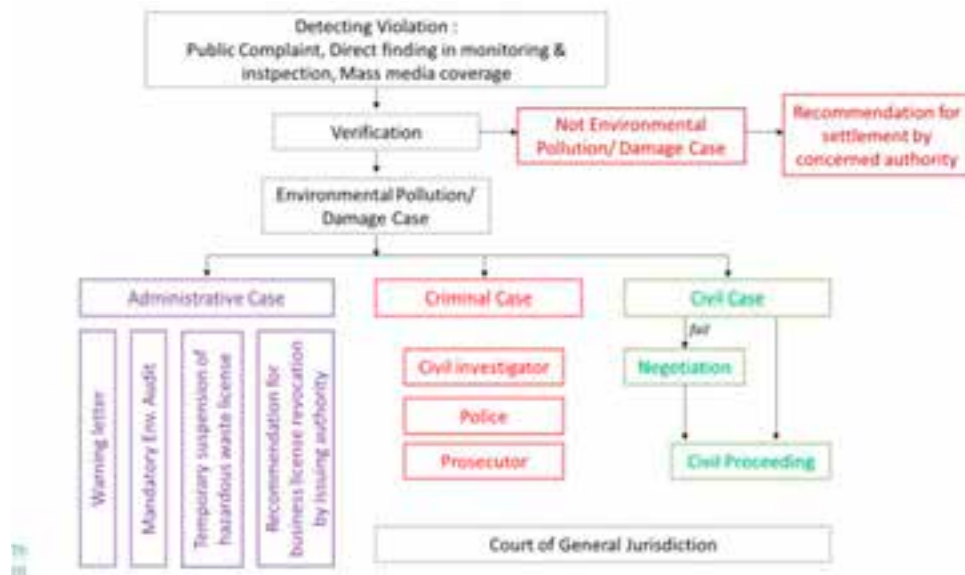 Detecting Violation :
Public Complaint, Direct finding in monitoring &
instpection, Mass media coverage
Verification
Not Environmental
Pollution/ Damage Case
Recommendation for
settlement by
concerned authority
Environmental Pollution/
Damage Case
Administrative Case
Criminal Case
Civil Case
fail
Warning letter
Mandatory Env. Audit
Temporary suspension of
hazardous waste license
Recommendation for
business license revocation
by issuing authority
Civil investigator
Police
Prosecutor
Negotiation
Civil Proceeding
Court of General Jurisdiction